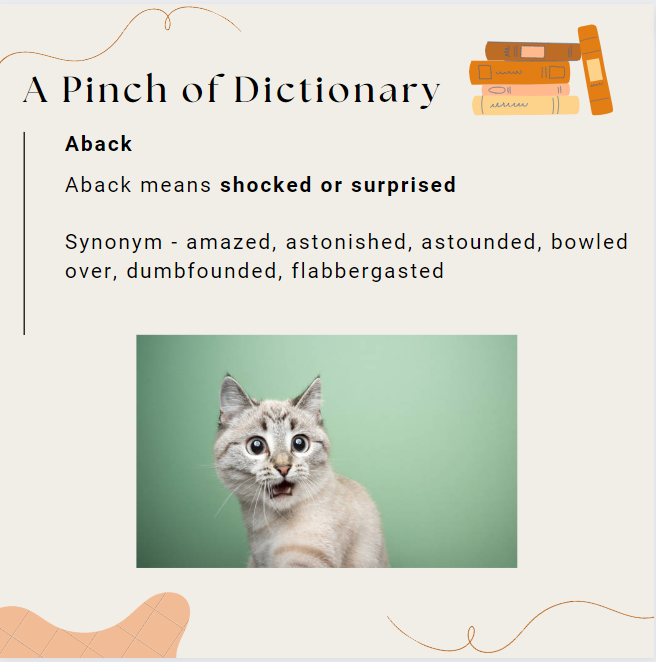 A Pinch of Dictionary
Aback
Aback means shocked or surprised
Synonym - amazed, astonished, astounded, bowled
over, dumbfounded, flabbergasted